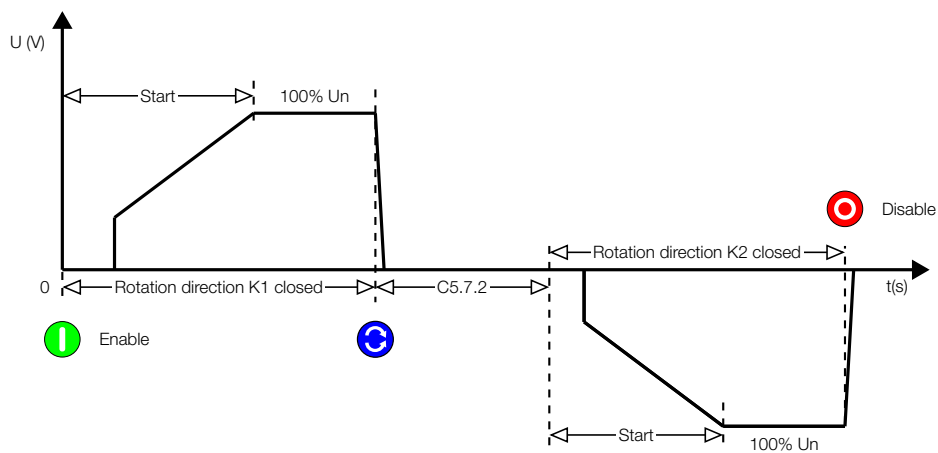 U (V)
Start
100% Un
Disable
Rotation direction K2 closed
0
Rotation direction K1 closed
C5.7.2
t(s)
Enable
Start
100% Un